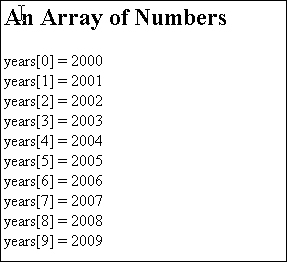 An Array of Numbers
years[0] = 2000
years[1] = 2001
years[2] = 2002
years[3] = 2003
years[4] = 2004
years[5] = 2005
years[6] = 2006
years[7] = 2007
years[8] = 2008
years[9] = 2009